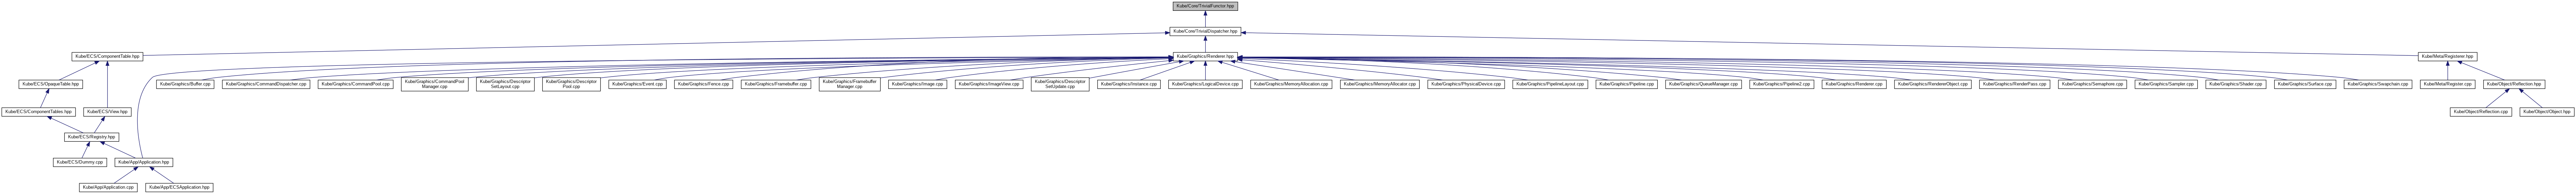 Kube/Core/TrivialFunctor.hpp
Kube/Core/TrivialDispatcher.hpp
Kube/ECS/ComponentTable.hpp
Kube/Graphics/Renderer.hpp
Kube/Meta/Registerer.hpp
Kube/ECS/OpaqueTable.hpp
Kube/Graphics/Buffer.cpp
Kube/Graphics/CommandDispatcher.cpp
Kube/Graphics/CommandPool.cpp
Kube/Graphics/CommandPool
Manager.cpp
Kube/Graphics/Descriptor
SetLayout.cpp
Kube/Graphics/Descriptor
Pool.cpp
Kube/Graphics/Event.cpp
Kube/Graphics/Fence.cpp
Kube/Graphics/Framebuffer.cpp
Kube/Graphics/Framebuffer
Manager.cpp
Kube/Graphics/Image.cpp
Kube/Graphics/ImageView.cpp
Kube/Graphics/Descriptor
SetUpdate.cpp
Kube/Graphics/Instance.cpp
Kube/Graphics/LogicalDevice.cpp
Kube/Graphics/MemoryAllocation.cpp
Kube/Graphics/MemoryAllocator.cpp
Kube/Graphics/PhysicalDevice.cpp
Kube/Graphics/PipelineLayout.cpp
Kube/Graphics/Pipeline.cpp
Kube/Graphics/QueueManager.cpp
Kube/Graphics/Pipeline2.cpp
Kube/Graphics/Renderer.cpp
Kube/Graphics/RenderObject.cpp
Kube/Graphics/RenderPass.cpp
Kube/Graphics/Semaphore.cpp
Kube/Graphics/Sampler.cpp
Kube/Graphics/Shader.cpp
Kube/Graphics/Surface.cpp
Kube/Graphics/Swapchain.cpp
Kube/Meta/Register.cpp
Kube/Object/Reflection.hpp
Kube/ECS/ComponentTables.hpp
Kube/ECS/View.hpp
Kube/Object/Reflection.cpp
Kube/Object/Object.hpp
Kube/ECS/Registry.hpp
Kube/ECS/Dummy.cpp
Kube/App/Application.hpp
Kube/App/Application.cpp
Kube/App/ECSApplication.hpp